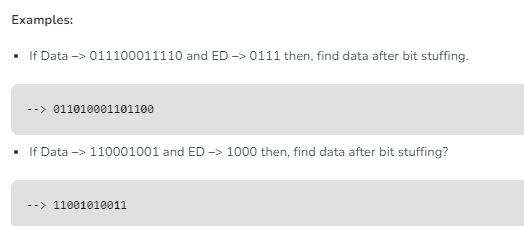 Examples:
• If Data –> 011100011110 and ED –> 0111 then, find data after bit stuffing.
--> 011010001101100
• If Data –> 110001001 and ED –> 1000 then, find data after bit stuffing?
--> 11001010011